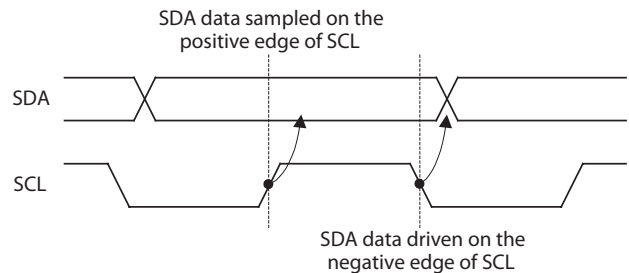 SDA data sampled on the
positive edge of SCL
SDA
SCL
SDA data driven on the
negative edge of SCL